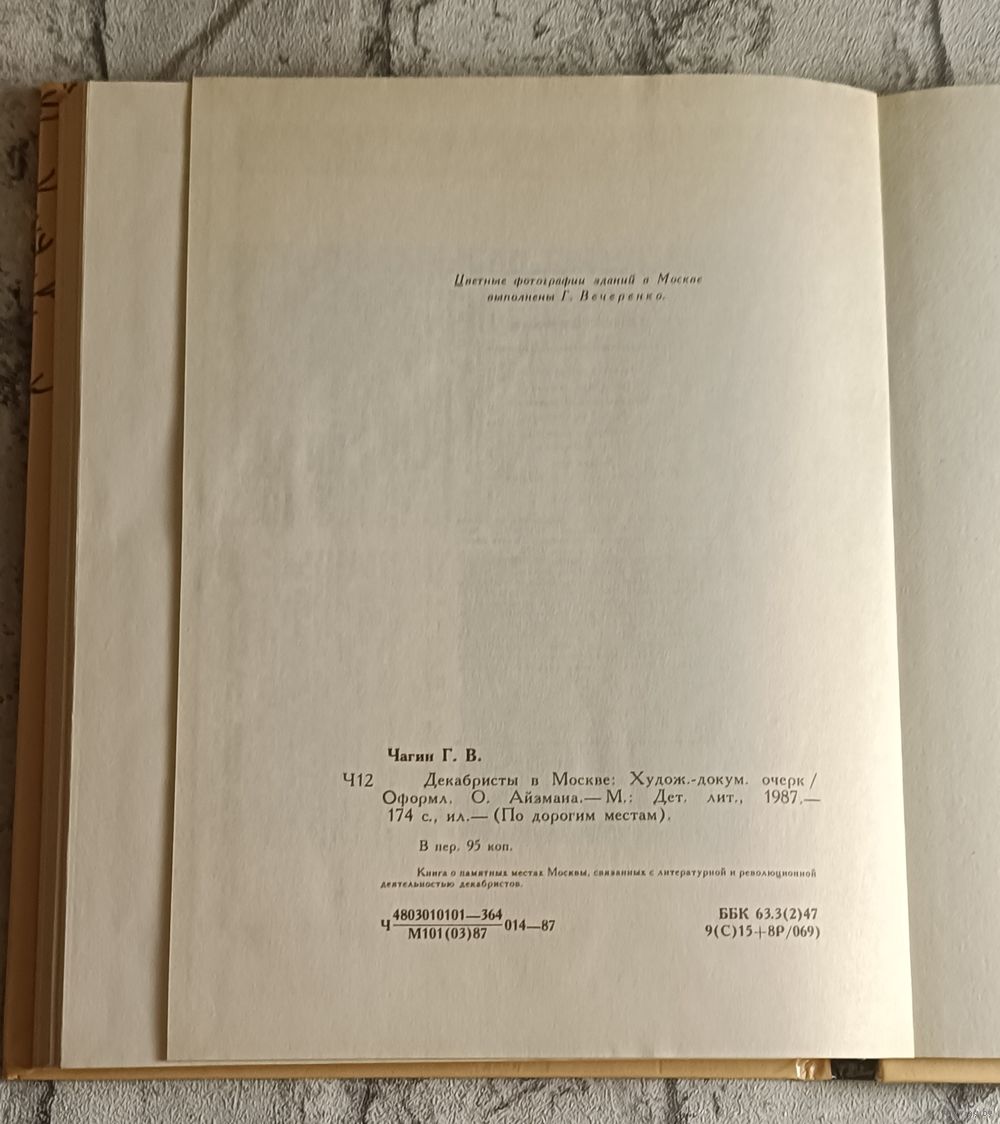 Цветные фотографии зданий в Москве
выполнены Г. Вечеренко.
Чагин Г. В.
Ч12 Декабристы в Москве: Худож.-докум. очерк /
Оформл. О. Айзмана.— М.: Дет. лит., 1987.—
174 с., ил.— (По дорогим местам).
В пер. 95 коп.
Книга о памятных местах Москвы, связанных с литературной и революционной
деятельностью декабристов.
Ч 4803010101—364
М101(03)87 014—87
ББК 63.3(2)47
9(С)15+8Р/069)